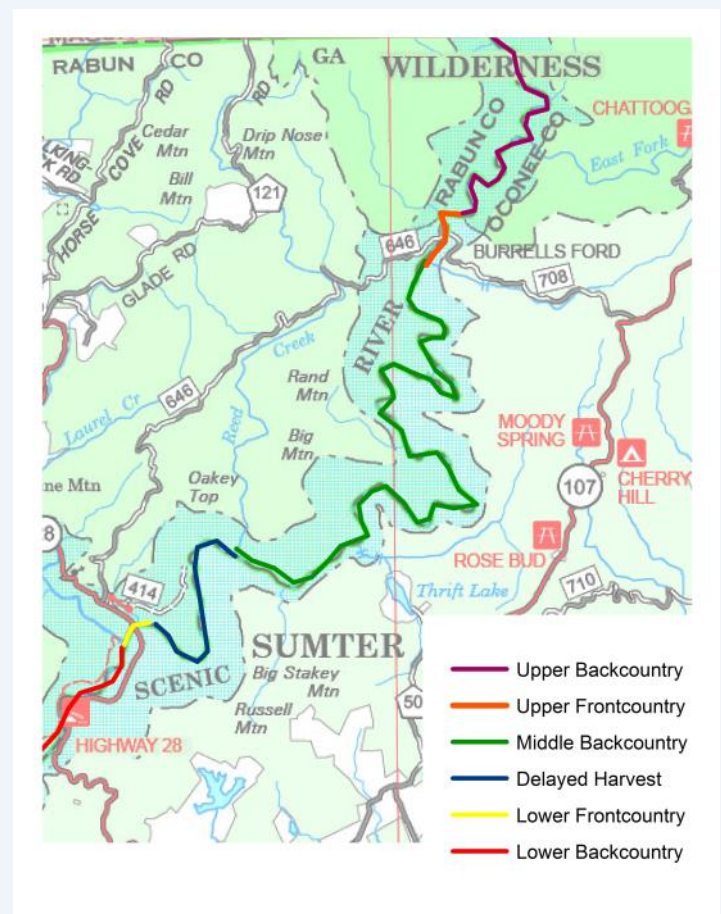 RABUN CO
GA
WILDERNESS
RD
RD
HORSE COVE
Cedar
Mtn
Drip Nose
Mtn
CHATTOOG
East Fork
RABUN CO
OCONEE CO
LKING-
K RD
Bill
Mtn
121
GLADE RD
646
BURRELLS FORD
708
RIVER
Creek
Rand
Mtn
646
Laurel Cr
Reed
Big
Mtn
MOODY
SPRING
CHERRY
HILL
107
ne Mtn
Oakey
Top
8
ROSE BUD
414
Thrift Lake
710
SUMTER
SCENIC
Big Stakey
Mtn
Russell
Mtn
50
HIGHWAY 28
Upper Backcountry
Upper Frontcountry
Middle Backcountry
Delayed Harvest
Lower Frontcountry
Lower Backcountry